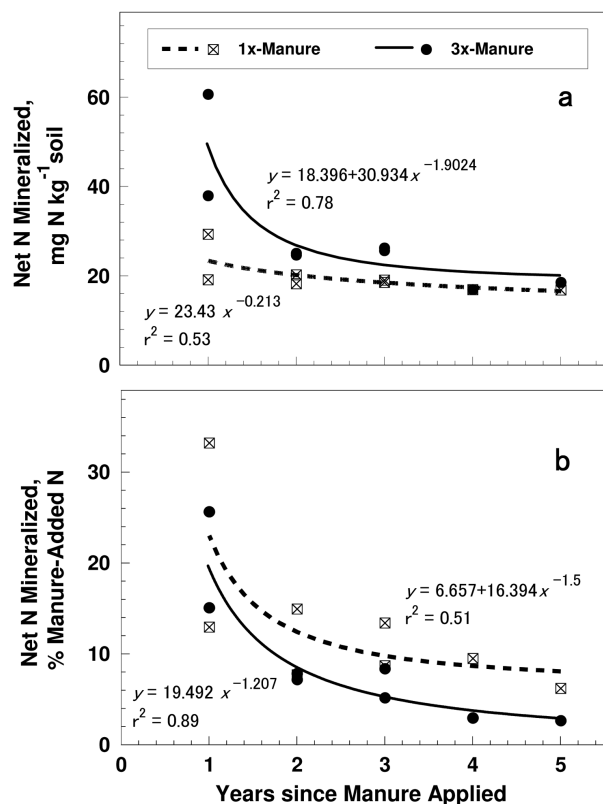 1x-Manure 3x-Manure
a
60
40
20
0
Net N Mineralized,
mg N kg⁻¹ soil
y = 18.396+30.934x⁻¹·⁹⁰²⁴
r² = 0.78
y = 23.43 x⁻⁰·²¹³
r² = 0.53
b
30
20
10
0
Net N Mineralized,
% Manure-Added N
y = 6.657+16.394x⁻¹·⁵
r² = 0.51
y = 19.492 x⁻¹·²⁰⁷
r² = 0.89
0 1 2 3 4 5
Years since Manure Applied